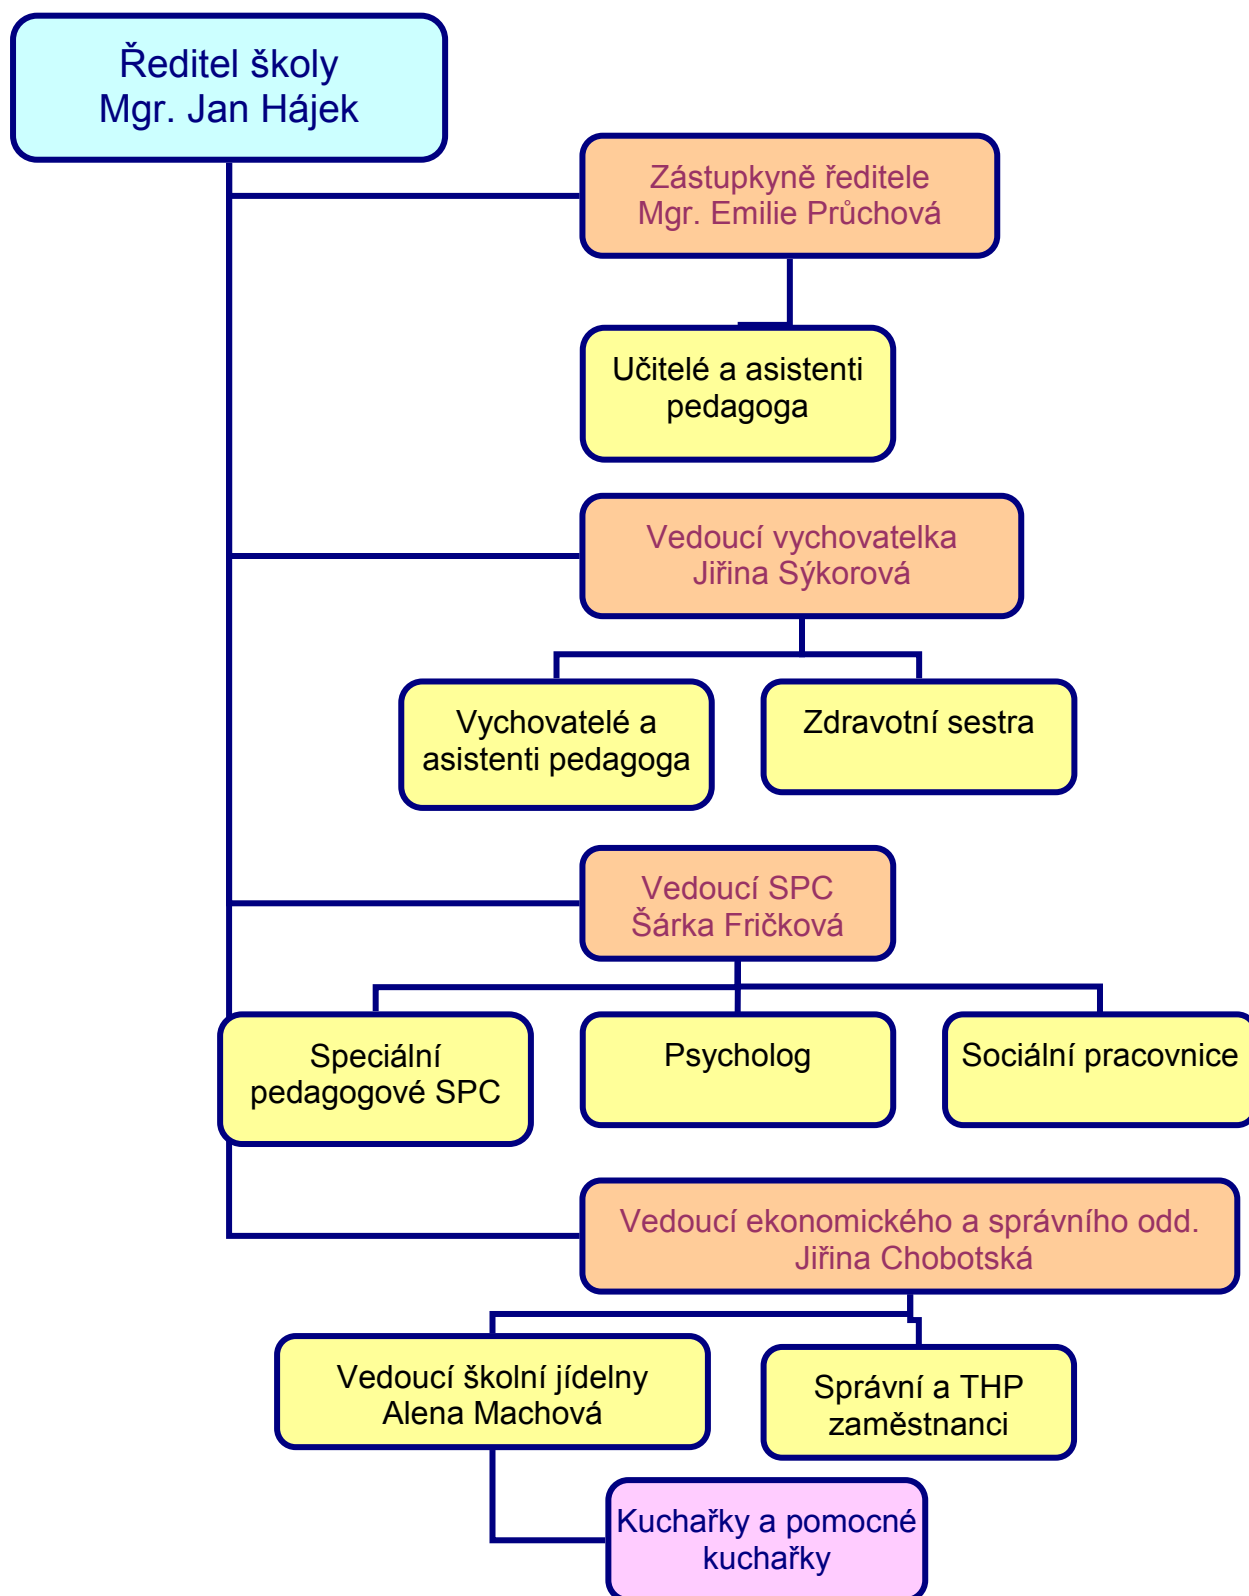 Ředitel školy
Mgr. Jan Hájek
Zástupkyně ředitele
Mgr. Emilie Průchová
Učitelé a asistenti
pedagoga
Vedoucí vychovatelka
Jiřina Sýkorová
Vychovatelé a
asistenti pedagoga
Zdravotní sestra
Vedoucí SPC
Šárka Fričková
Speciální
pedagogové SPC
Psycholog
Sociální pracovnice
Vedoucí ekonomického a správního odd.
Jiřina Chobotská
Vedoucí školní jídelny
Alena Machová
Správní a THP
zaměstnanci
Kuchařky a pomocné
kuchařky